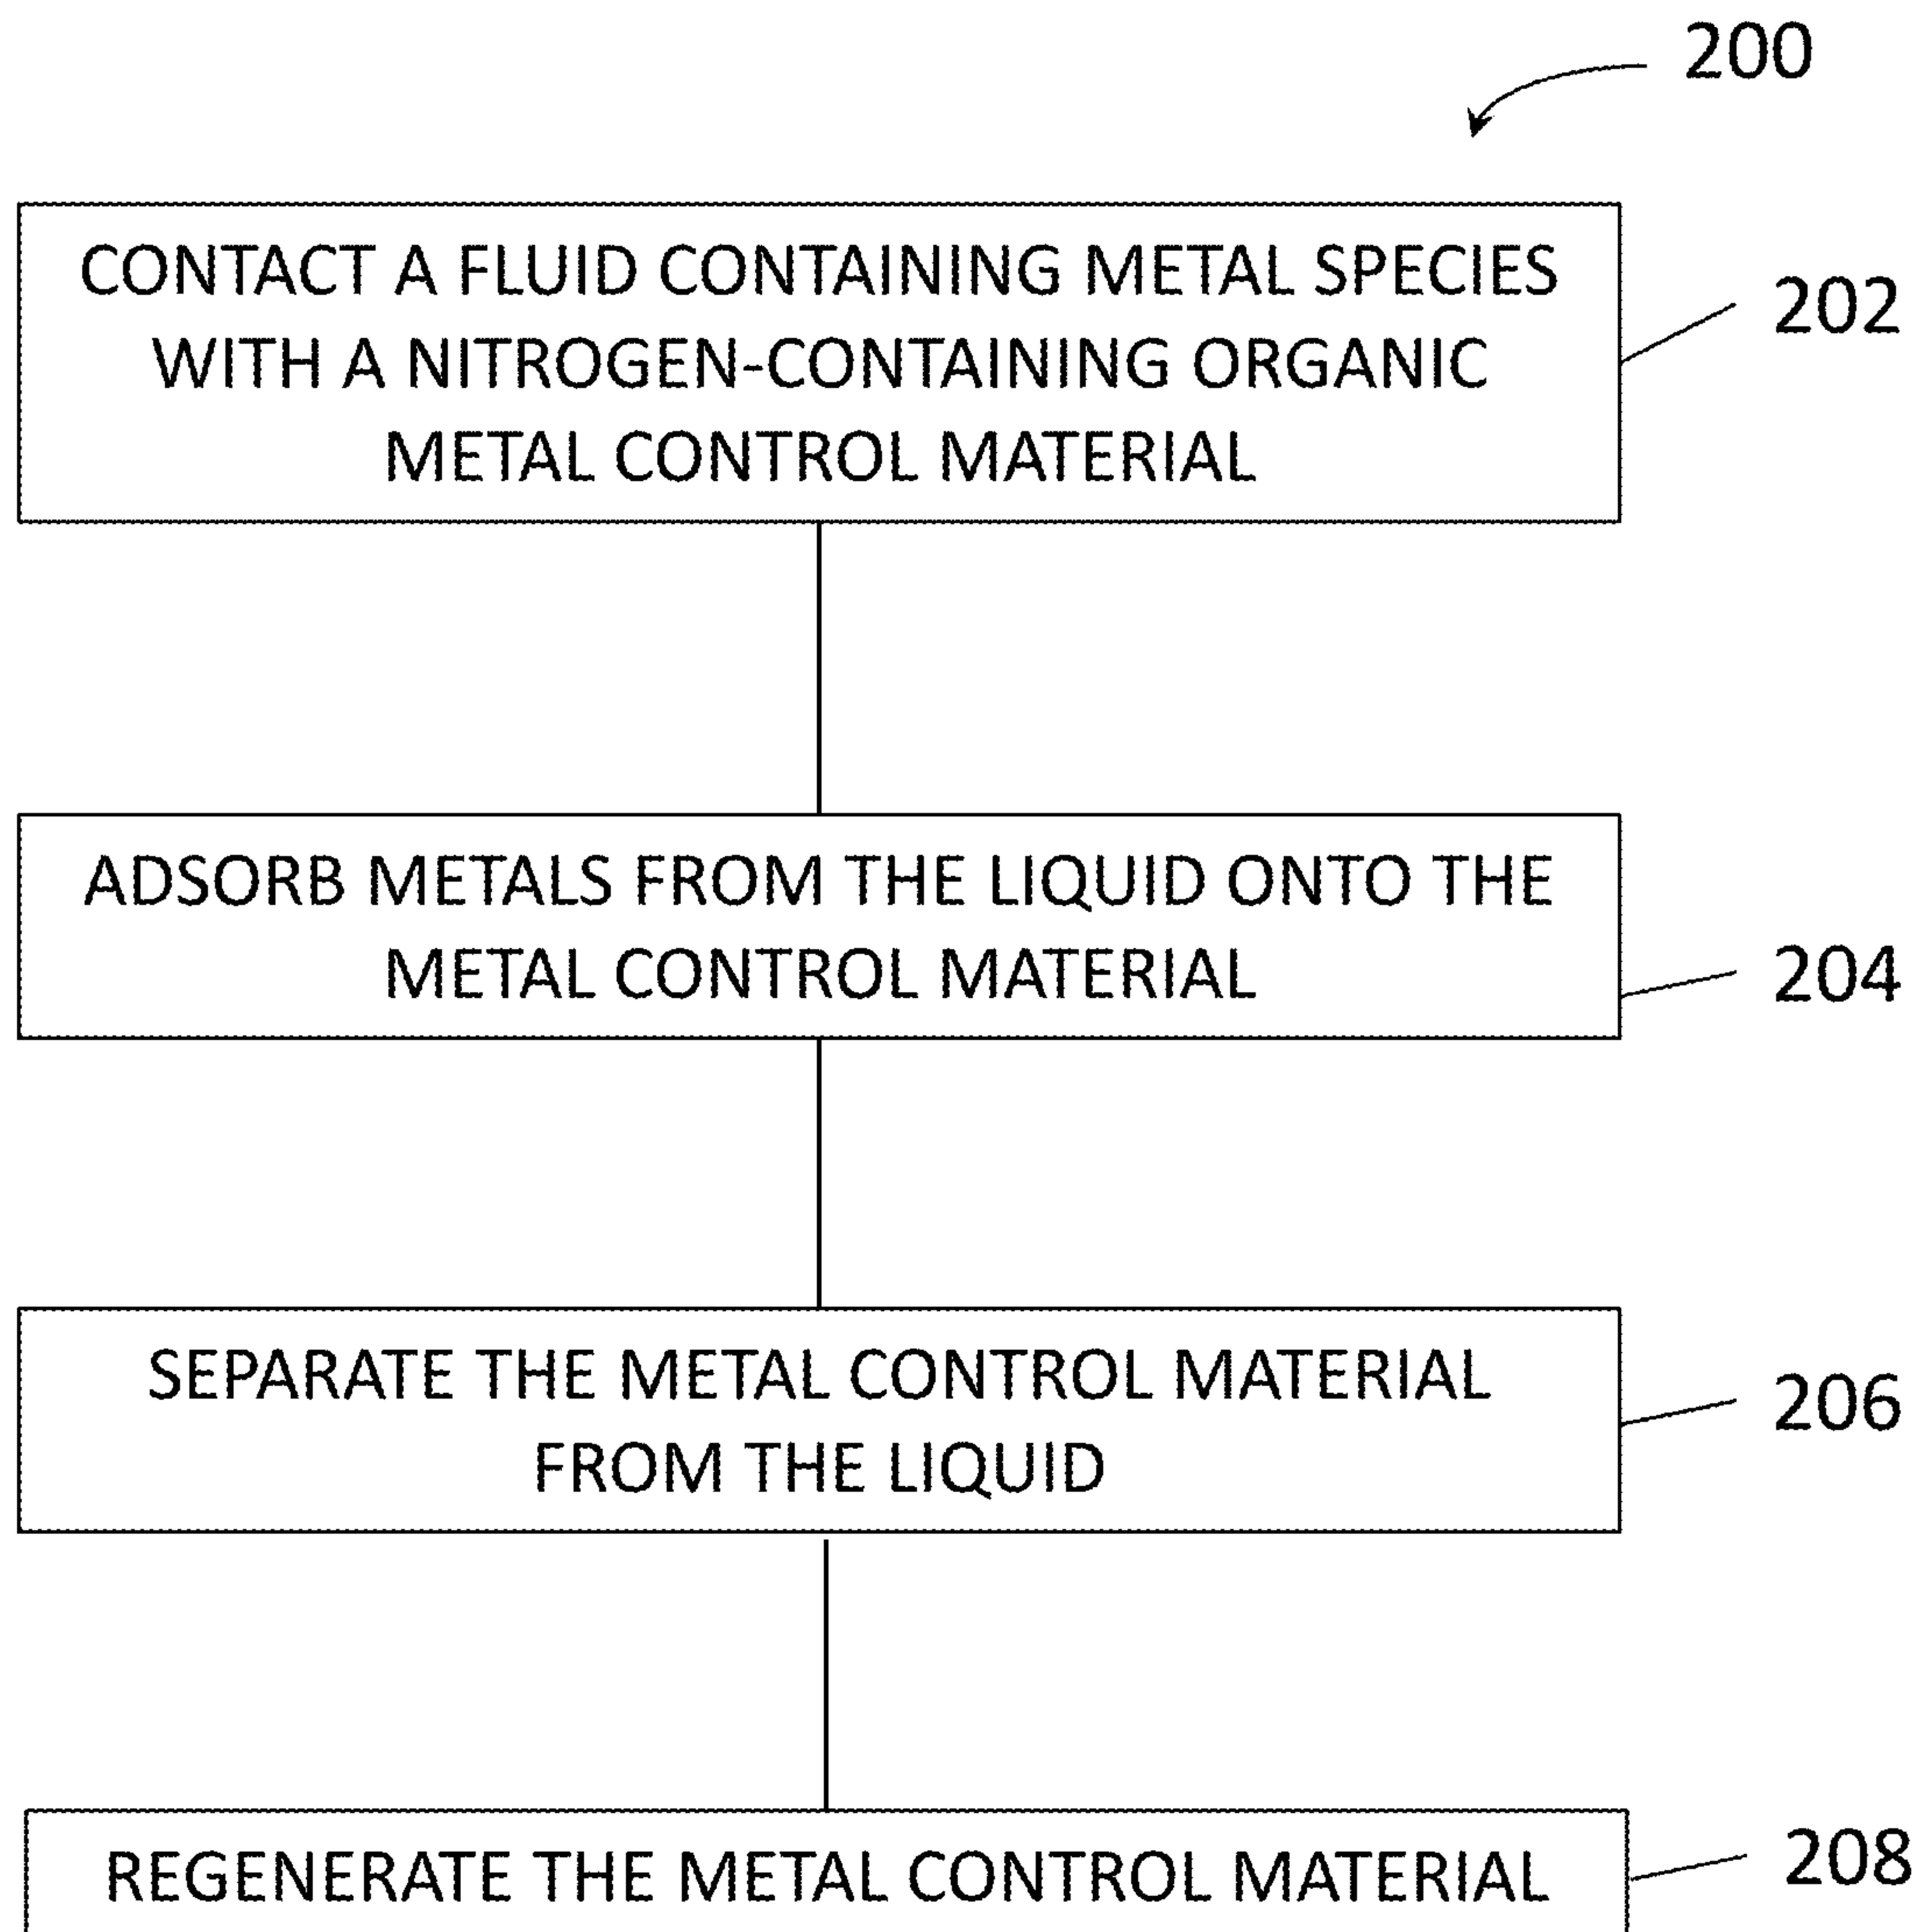 200
CONTACT A FLUID CONTAINING METAL SPECIES
WITH A NITROGEN-CONTAINING ORGANIC
METAL CONTROL MATERIAL
202
ADSORB METALS FROM THE LIQUID ONTO THE
METAL CONTROL MATERIAL
204
SEPARATE THE METAL CONTROL MATERIAL
FROM THE LIQUID
206
REGENERATE THE METAL CONTROL MATERIAL
208